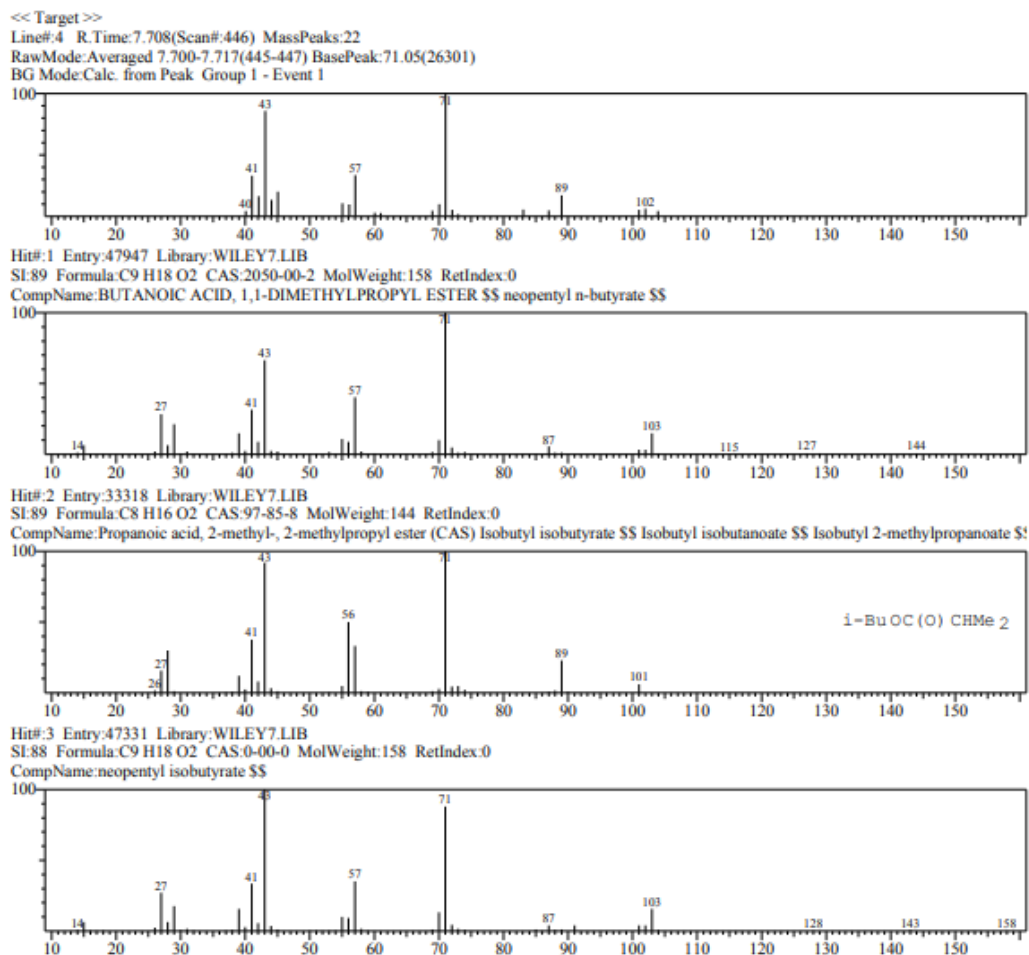 << Target >>
Line#:4 R.Time:7.708(Scan#:446) MassPeaks:22
RawMode:Averaged 7.700-7.717(445-447) BasePeak:71.05(26301)
BG Mode:Calc. from Peak Group 1 - Event 1
100
40 41 43 57 71 89 102
10 20 30 40 50 60 70 80 90 100 110 120 130 140 150
Hit#:1 Entry:47947 Library:WILEY7.LIB
SI:89 Formula:C9 H18 O2 CAS:2050-00-2 MolWeight:158 RetIndex:0
CompName:BUTANOIC ACID, 1,1-DIMETHYLPROPYL ESTER $$ neopentyl n-butyrate $$
100
14 27 41 43 57 71 87 103 115 127 144
10 20 30 40 50 60 70 80 90 100 110 120 130 140 150
Hit#:2 Entry:33318 Library:WILEY7.LIB
SI:89 Formula:C8 H16 O2 CAS:97-85-8 MolWeight:144 RetIndex:0
CompName:Propanoic acid, 2-methyl-, 2-methylpropyl ester (CAS) Isobutyl isobutyrate $$ Isobutyl isobutanoate $$ Isobutyl 2-methylpropanoate $$
100
26 27 41 43 56 71 89 101
i-BuOC(O)CHMe2
10 20 30 40 50 60 70 80 90 100 110 120 130 140 150
Hit#:3 Entry:47331 Library:WILEY7.LIB
SI:88 Formula:C9 H18 O2 CAS:0-00-0 MolWeight:158 RetIndex:0
CompName:neopentyl isobutyrate $$
100
14 27 41 43 57 71 87 103 128 143 158
10 20 30 40 50 60 70 80 90 100 110 120 130 140 150